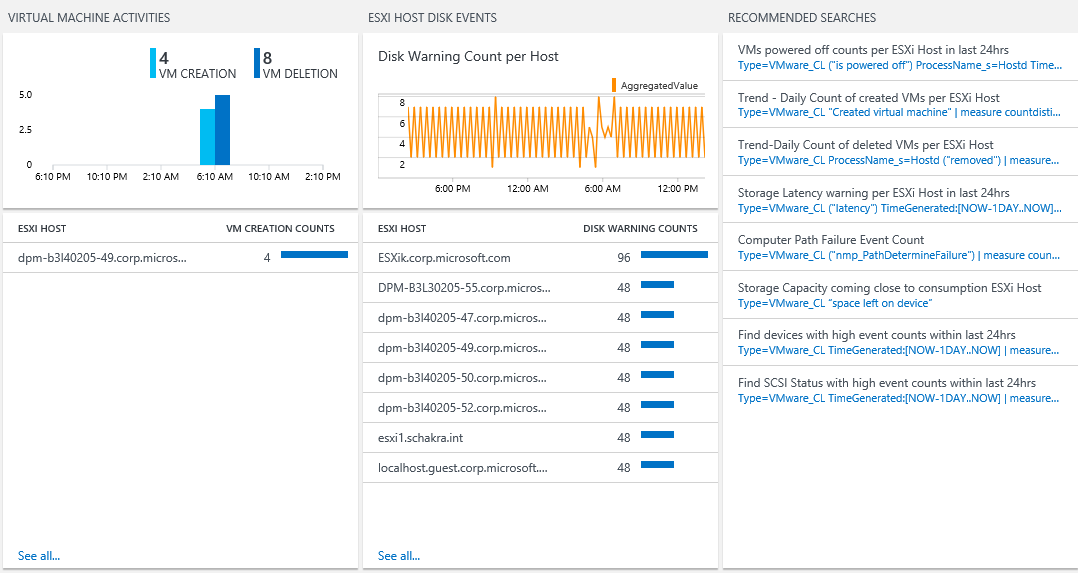 VIRTUAL MACHINE ACTIVITIES
4
VM CREATION
8
VM DELETION
5.0
2.5
0
6:10 PM 10:10 PM 2:10 AM 6:10 AM 10:10 AM 2:10 PM
ESXI HOST VM CREATION COUNTS
dpm-b3l40205-49.corp.micros... 4
See all...
ESXI HOST DISK EVENTS
Disk Warning Count per Host
AggregatedValue
8
6
4
2
6:00 PM 12:00 AM 6:00 AM 12:00 PM
ESXI HOST DISK WARNING COUNTS
ESXik.corp.microsoft.com 96
DPM-B3L30205-55.corp.micros... 48
dpm-b3l40205-47.corp.micros... 48
dpm-b3l40205-49.corp.micros... 48
dpm-b3l40205-50.corp.micros... 48
dpm-b3l40205-52.corp.micros... 48
esxi1.schakra.int 48
localhost.guest.corp.microsoft.... 48
See all...
RECOMMENDED SEARCHES
VMs powered off counts per ESXi Host in last 24hrs
Type=VMware_CL ("is powered off") ProcessName_s=Hostd Time...
Trend - Daily Count of created VMs per ESXi Host
Type=VMware_CL "Created virtual machine" | measure countdisti...
Trend-Daily Count of deleted VMs per ESXi Host
Type=VMware_CL ProcessName_s=Hostd ("removed") | measure...
Storage Latency warning per ESXi Host in last 24hrs
Type=VMware_CL ("latency") TimeGenerated:[NOW-1DAY..NOW]...
Computer Path Failure Event Count
Type=VMware_CL ("nmp_PathDetermineFailure") | measure coun...
Storage Capacity coming close to consumption ESXi Host
Type=VMware_CL "space left on device"
Find devices with high event counts within last 24hrs
Type=VMware_CL TimeGenerated:[NOW-1DAY..NOW] | measure...
Find SCSI Status with high event counts within last 24hrs
Type=VMware_CL TimeGenerated:[NOW-1DAY..NOW] | measure...